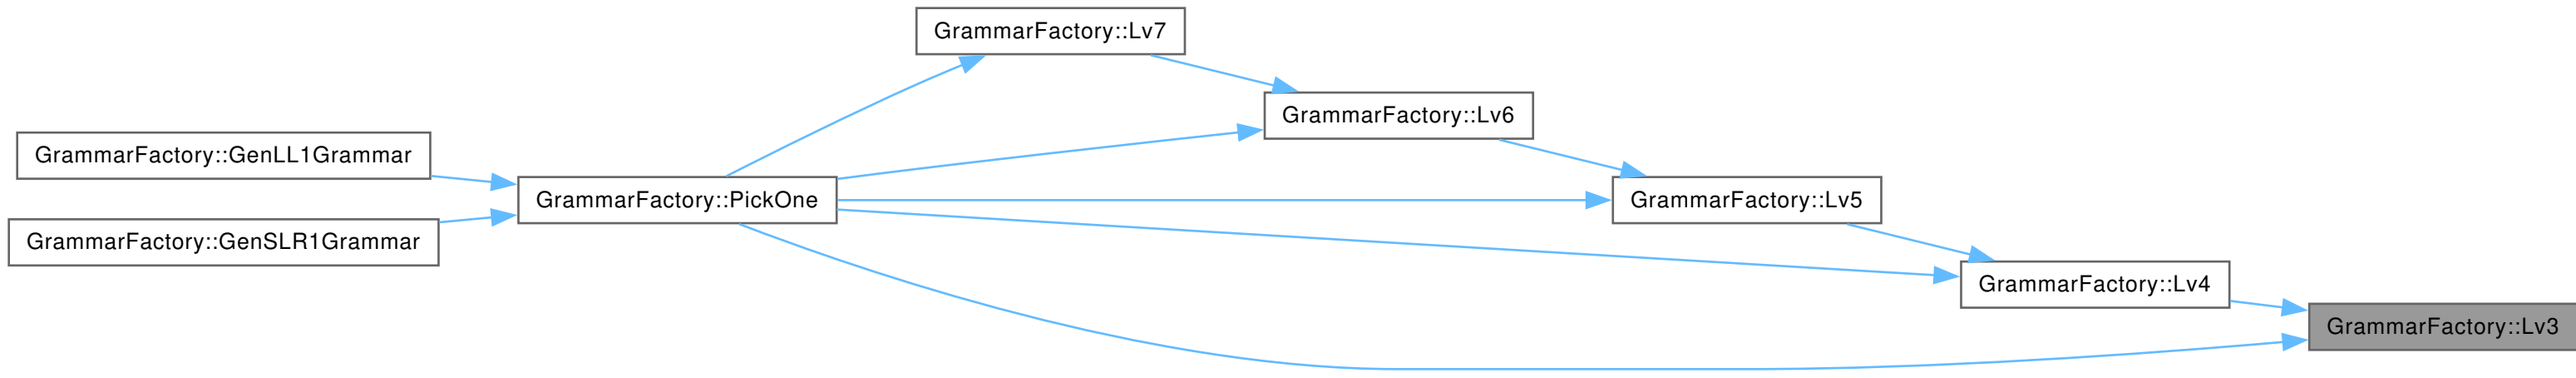 GrammarFactory::Lv7
GrammarFactory::Lv6
GrammarFactory::GenLL1Grammar
GrammarFactory::PickOne
GrammarFactory::Lv5
GrammarFactory::GenSLR1Grammar
GrammarFactory::Lv4
GrammarFactory::Lv3